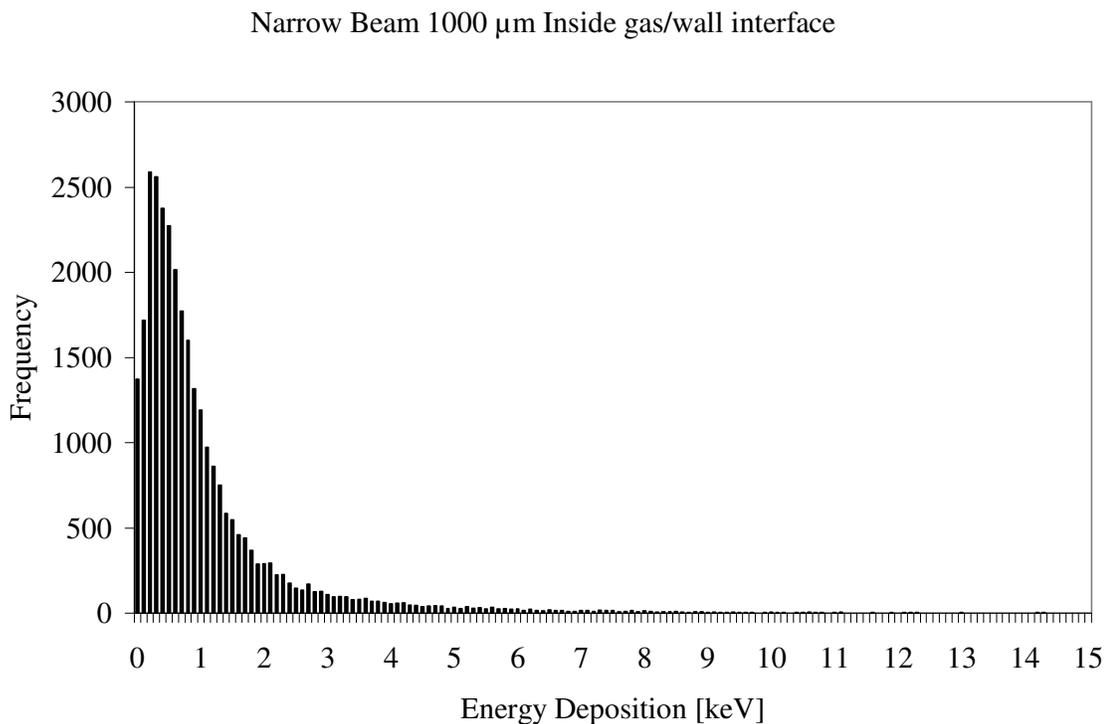 Narrow Beam 1000 µm Inside gas/wall interface
3000
2500
2000
1500
1000
500
0
Frequency
0 1 2 3 4 5 6 7 8 9 10 11 12 13 14 15
Energy Deposition [keV]